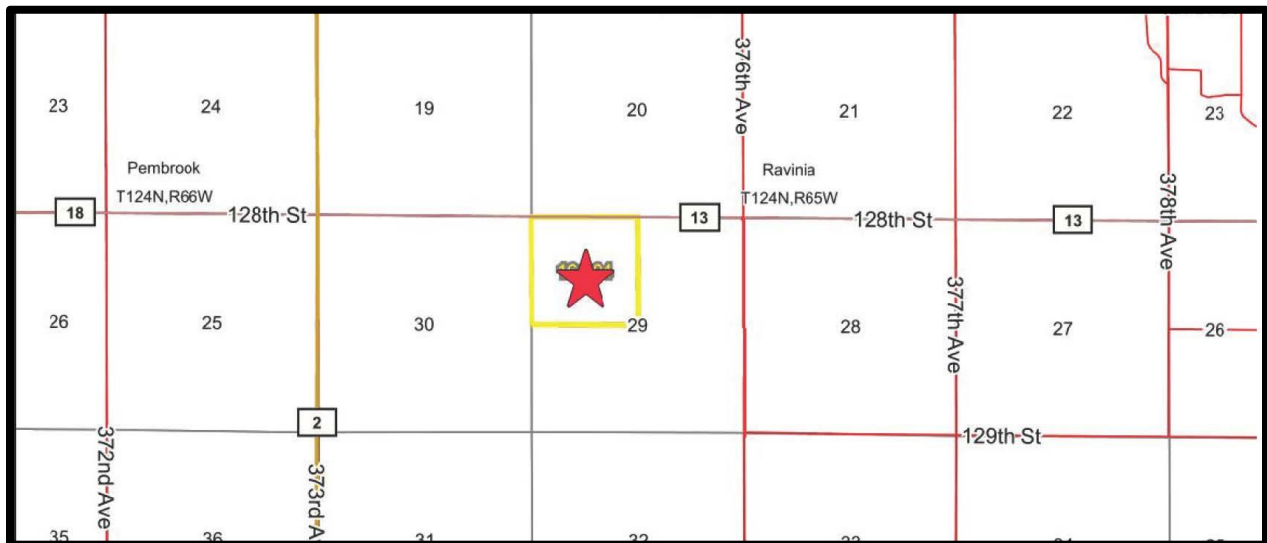 23 24 19 20 21 22 23
376th Ave
Pembrook
T124N,R66W
Ravinia
T124N,R65W
18 128th St 13 128th St 13
378th Ave
377th Ave
26 25 30 29 28 27 26
2
372nd Ave
373rd A
129th St
35 36 31 32 33